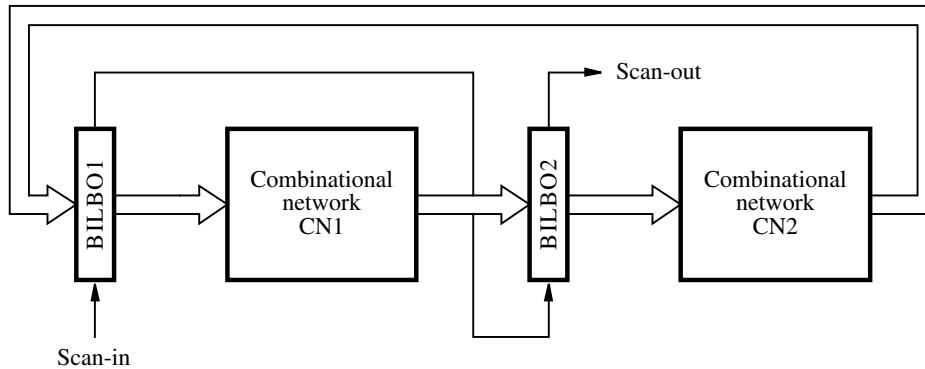 Scan-out
BILBO1
Combinational
network
CN1
BILBO2
Combinational
network
CN2
Scan-in